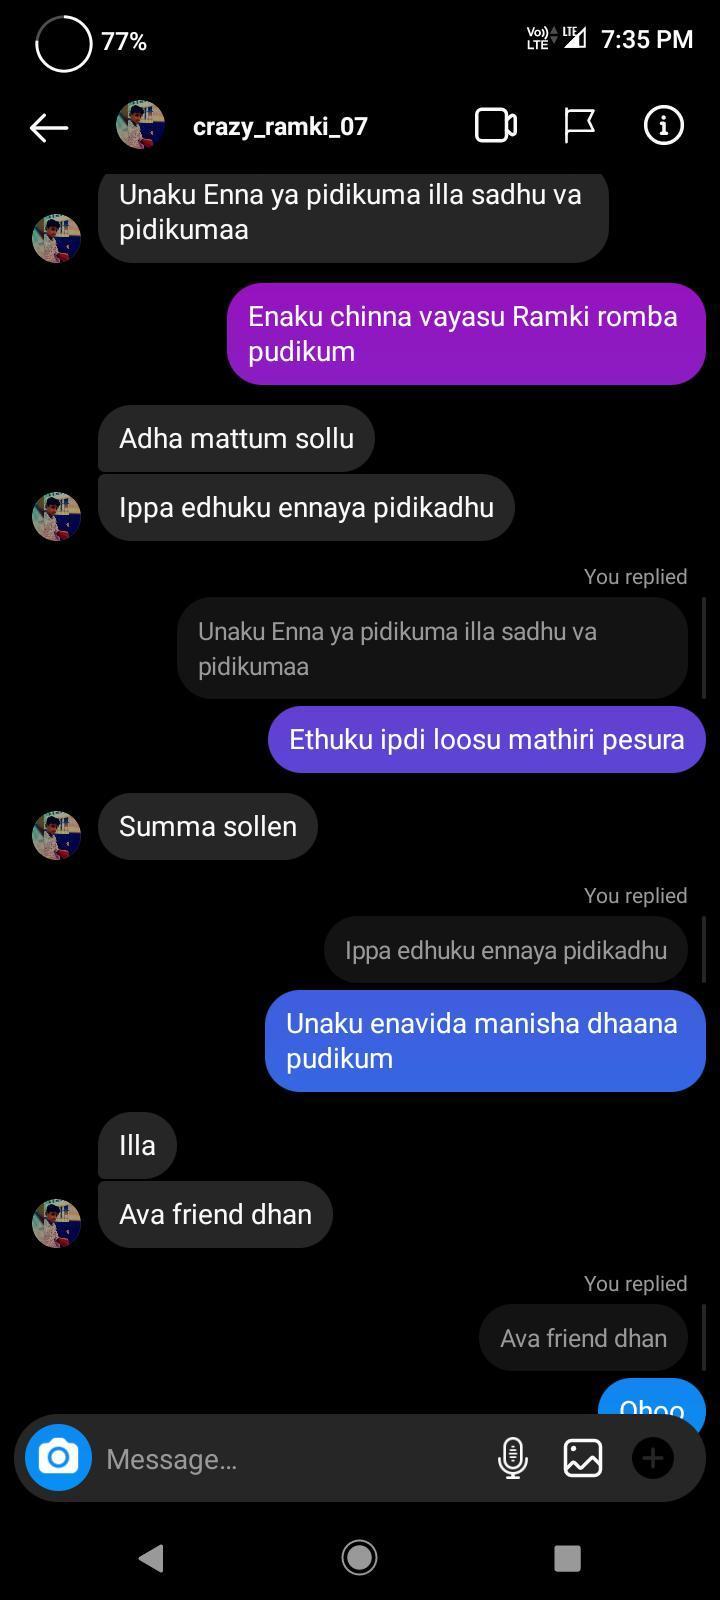 77%
Vo)) LTE LTE 7:35 PM
crazy_ramki_07
Unaku Enna ya pidikuma illa sadhu va
pidikumaa
Enaku chinna vayasu Ramki romba
pudikum
Adha mattum sollu
Ippa edhuku ennaya pidikadhu
You replied
Unaku Enna ya pidikuma illa sadhu va
pidikumaa
Ethuku ipdi loosu mathiri pesura
Summa sollen
You replied
Ippa edhuku ennaya pidikadhu
Unaku enavida manisha dhaana
pudikum
Illa
Ava friend dhan
You replied
Ava friend dhan
Ohoo
Message...